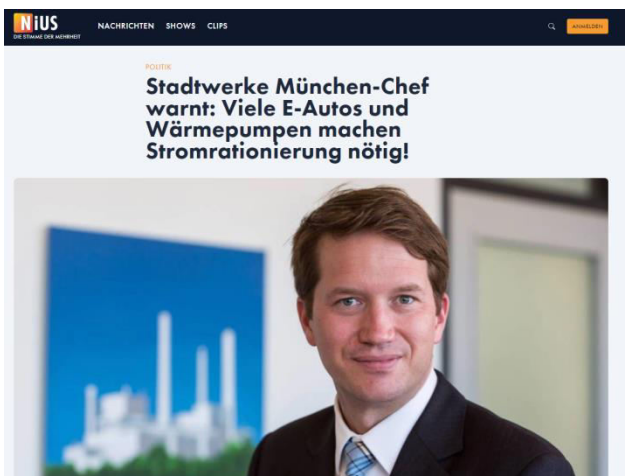 NiUS
DIE STIMME DER MEHRHEIT
NACHRICHTEN SHOWS CLIPS
ANMELDEN
POLITIK
Stadtwerke München-Chef
warnt: Viele E-Autos und
Wärmepumpen machen
Stromrationierung nötig!